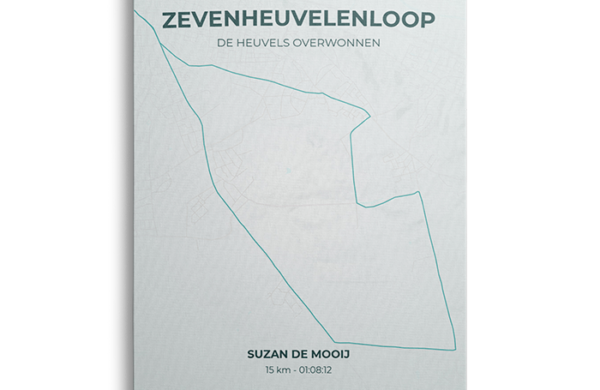 ZEVENHEUVELENLOOP
DE HEUVELS OVERWONNEN
SUZAN DE MOOIJ
15 km - 01:08:12